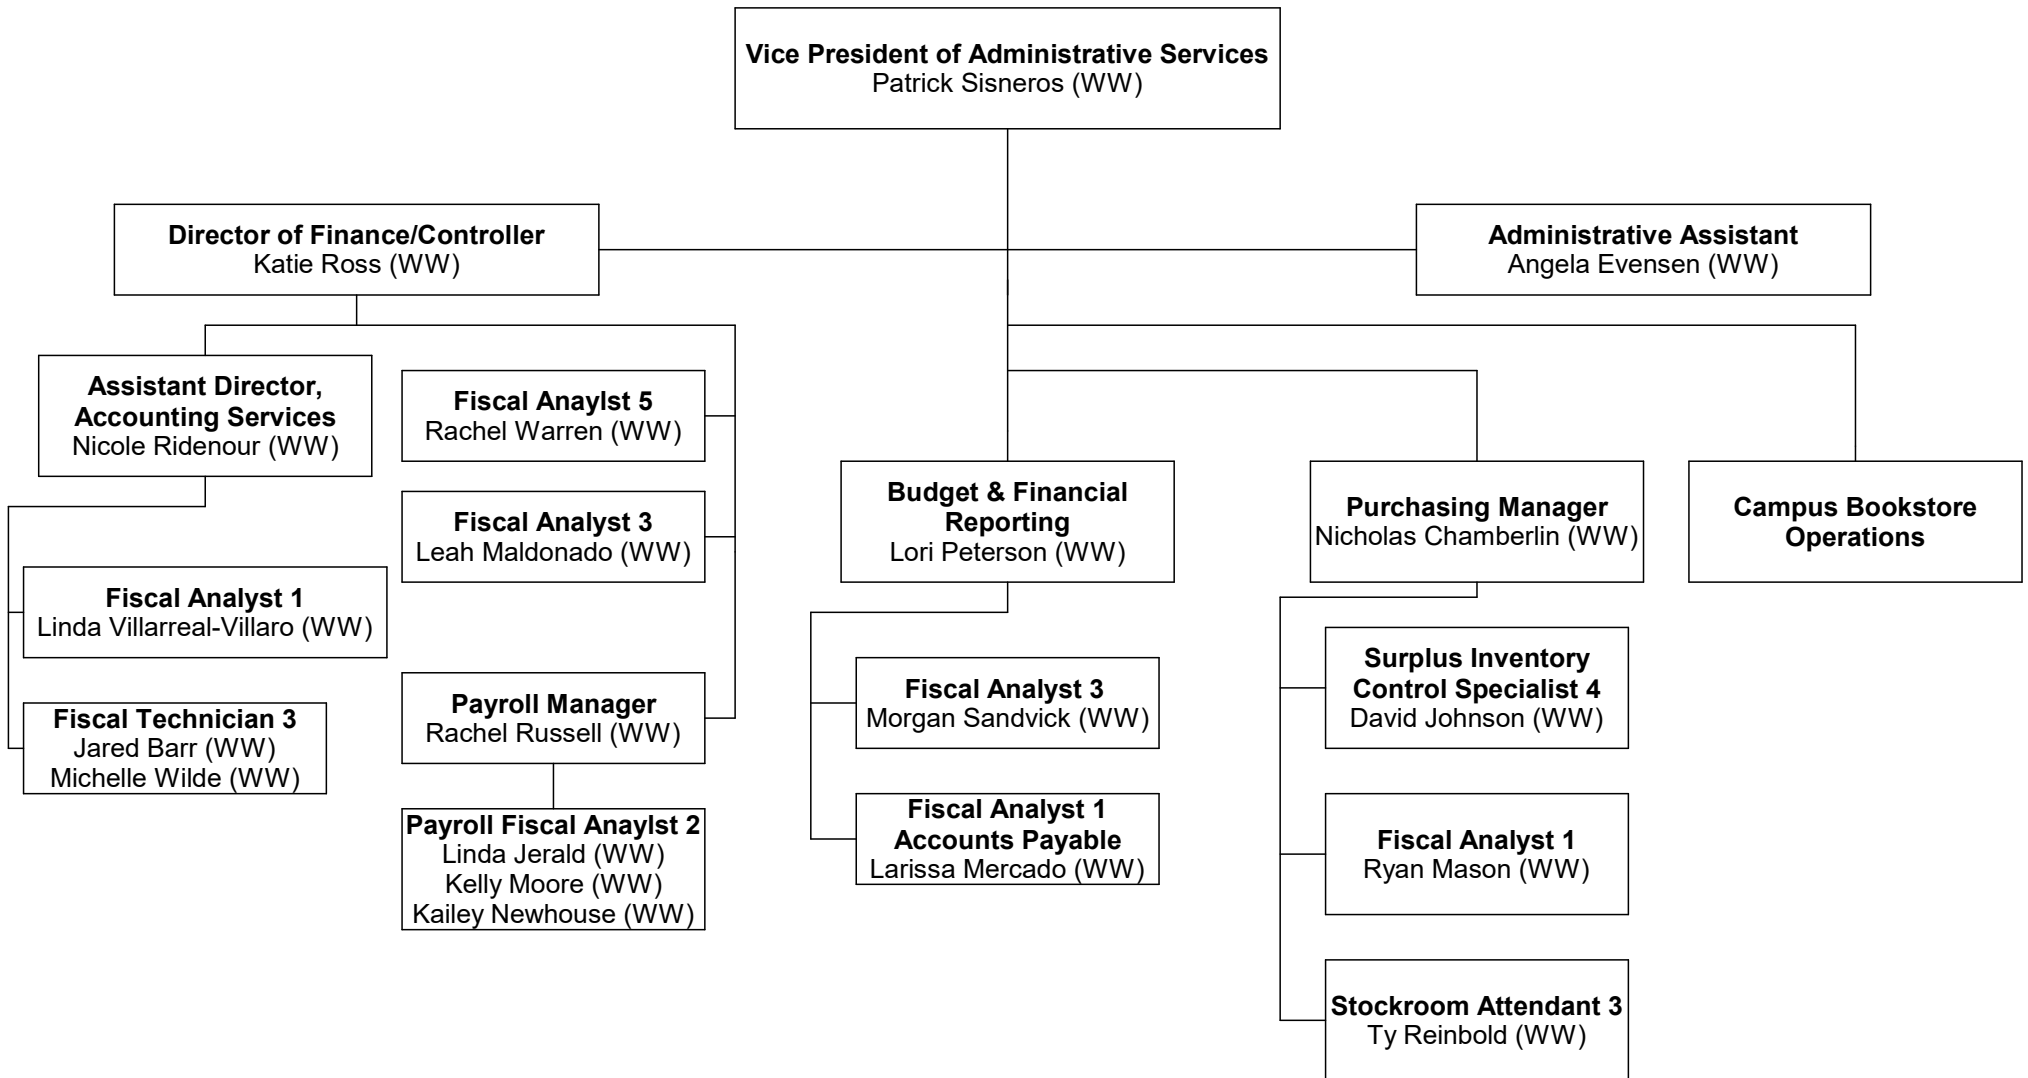 Vice President of Administrative Services
Patrick Sisneros (WW)
Director of Finance/Controller
Katie Ross (WW)
Administrative Assistant
Angela Evensen (WW)
Assistant Director,
Accounting Services
Nicole Ridenour (WW)
Fiscal Analyst 1
Linda Villarreal-Villaro (WW)
Fiscal Technician 3
Jared Barr (WW)
Michelle Wilde (WW)
Fiscal Anaylst 5
Rachel Warren (WW)
Fiscal Analyst 3
Leah Maldonado (WW)
Payroll Manager
Rachel Russell (WW)
Payroll Fiscal Anaylst 2
Linda Jerald (WW)
Kelly Moore (WW)
Kailey Newhouse (WW)
Budget & Financial
Reporting
Lori Peterson (WW)
Fiscal Analyst 3
Morgan Sandvick (WW)
Fiscal Analyst 1
Accounts Payable
Larissa Mercado (WW)
Purchasing Manager
Nicholas Chamberlin (WW)
Surplus Inventory
Control Specialist 4
David Johnson (WW)
Fiscal Analyst 1
Ryan Mason (WW)
Stockroom Attendant 3
Ty Reinbold (WW)
Campus Bookstore
Operations